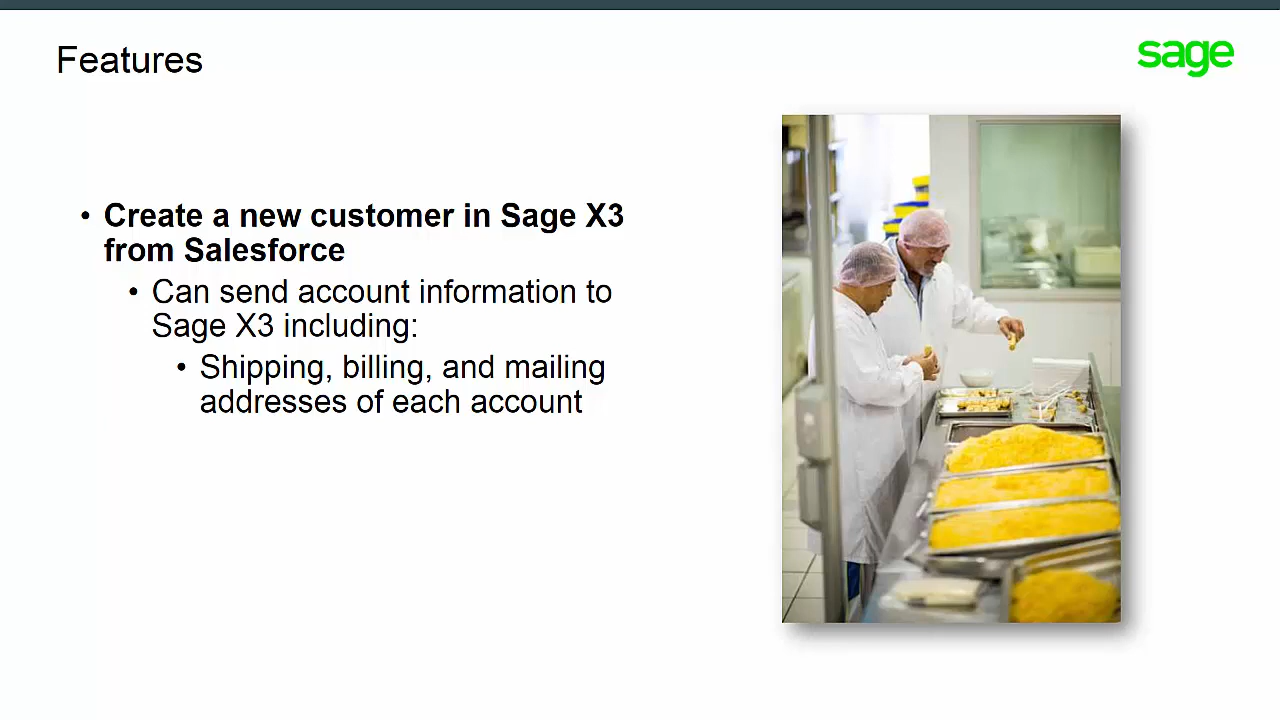 Features
sage
• Create a new customer in Sage X3
from Salesforce
• Can send account information to
Sage X3 including:
• Shipping, billing, and mailing
addresses of each account